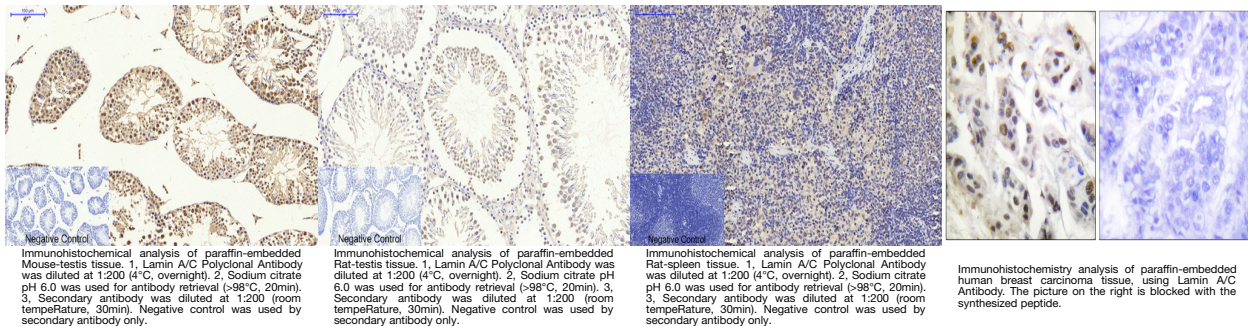 100 μm
Negative Control
Immunohistochemical analysis of paraffin-embedded
Mouse-testis tissue. 1, Lamin A/C Polyclonal Antibody
was diluted at 1:200 (4°C, overnight). 2, Sodium citrate
pH 6.0 was used for antibody retrieval (>98°C, 20min).
3, Secondary antibody was diluted at 1:200 (room
tempeRature, 30min). Negative control was used by
secondary antibody only.
Negative Control
Immunohistochemical analysis of paraffin-embedded
Rat-testis tissue. 1, Lamin A/C Polyclonal Antibody was
diluted at 1:200 (4°C, overnight). 2, Sodium citrate pH
6.0 was used for antibody retrieval (>98°C, 20min). 3,
Secondary antibody was diluted at 1:200 (room
tempeRature, 30min). Negative control was used by
secondary antibody only.
Negative Control
Immunohistochemical analysis of paraffin-embedded
Rat-spleen tissue. 1, Lamin A/C Polyclonal Antibody
was diluted at 1:200 (4°C, overnight). 2, Sodium citrate
pH 6.0 was used for antibody retrieval (>98°C, 20min).
3, Secondary antibody was diluted at 1:200 (room
tempeRature, 30min). Negative control was used by
secondary antibody only.
Immunohistochemistry analysis of paraffin-embedded
human breast carcinoma tissue, using Lamin A/C
Antibody. The picture on the right is blocked with the
synthesized peptide.